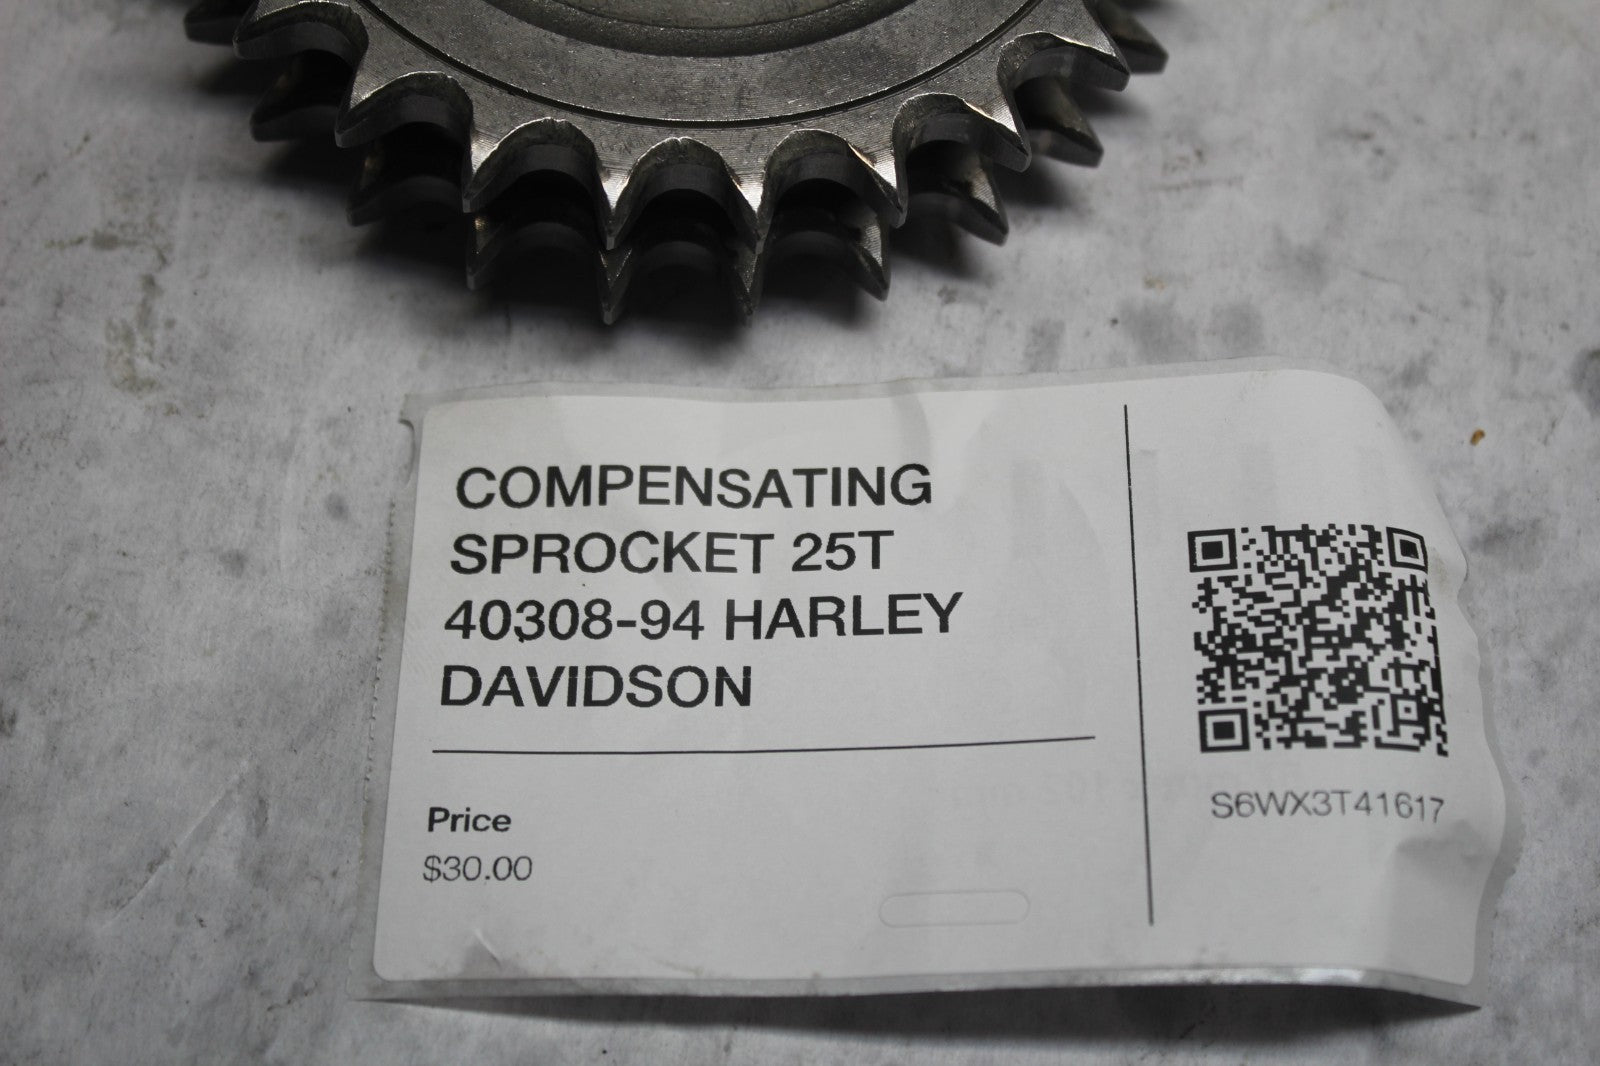 COMPENSATING
SPROCKET 25T
40308-94 HARLEY
DAVIDSON
Price
$30.00
S6WX3T41617